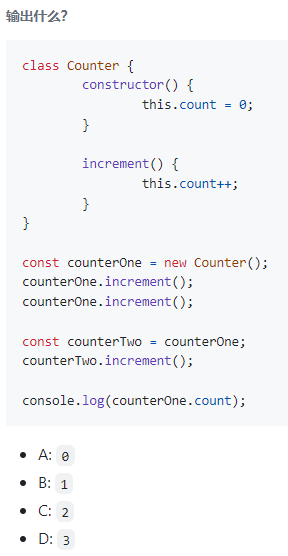 输出什么?
class Counter {
constructor() {
this.count = 0;
}
increment() {
this.count++;
}
}
const counterOne = new Counter();
counterOne.increment();
counterOne.increment();
const counterTwo = counterOne;
counterTwo.increment();
console.log(counterOne.count);
A: 0
B: 1
C: 2
D: 3